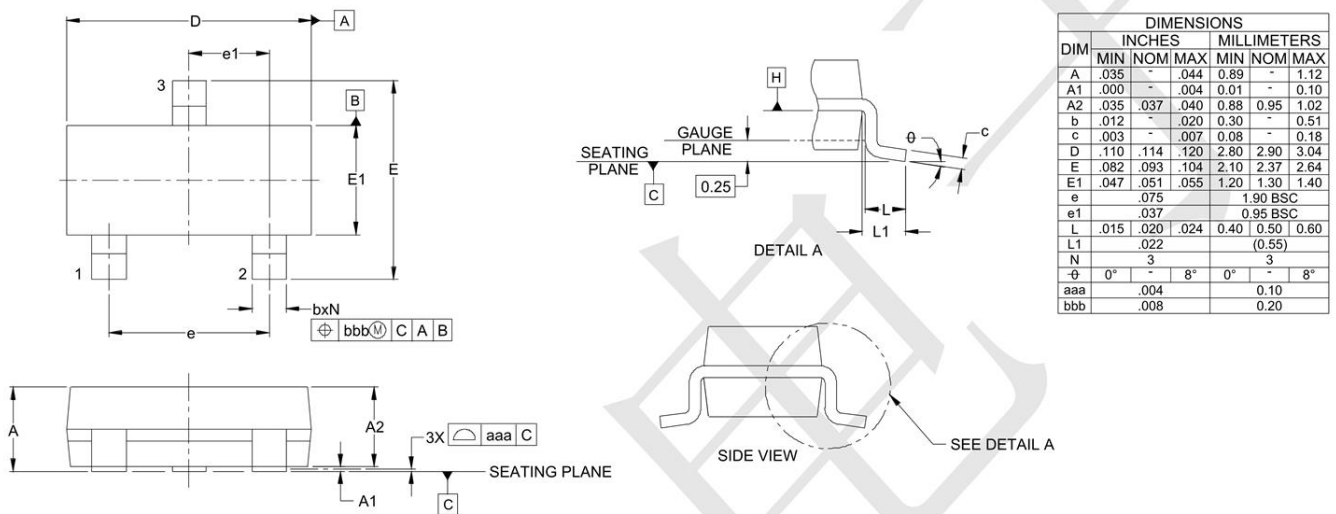 D
A
e1
3
B
E1
E
1
2
bxN
e
⌖ bbbⓂ C A B
A
A2
3X ⌓ aaa C
SEATING PLANE
A1
C
H
GAUGE
PLANE
SEATING
PLANE
C
0.25
θ
c
L
L1
DETAIL A
SIDE VIEW
SEE DETAIL A
DIMENSIONS
DIM INCHES MILLIMETERS
MIN NOM MAX MIN NOM MAX
A .035 - .044 0.89 - 1.12
A1 .000 - .004 0.01 - 0.10
A2 .035 .037 .040 0.88 0.95 1.02
b .012 - .020 0.30 - 0.51
c .003 - .007 0.08 - 0.18
D .110 .114 .120 2.80 2.90 3.04
E .082 .093 .104 2.10 2.37 2.64
E1 .047 .051 .055 1.20 1.30 1.40
e .075 1.90 BSC
e1 .037 0.95 BSC
L .015 .020 .024 0.40 0.50 0.60
L1 .022 (0.55)
N 3 3
θ 0° - 8° 0° - 8°
aaa .004 0.10
bbb .008 0.20